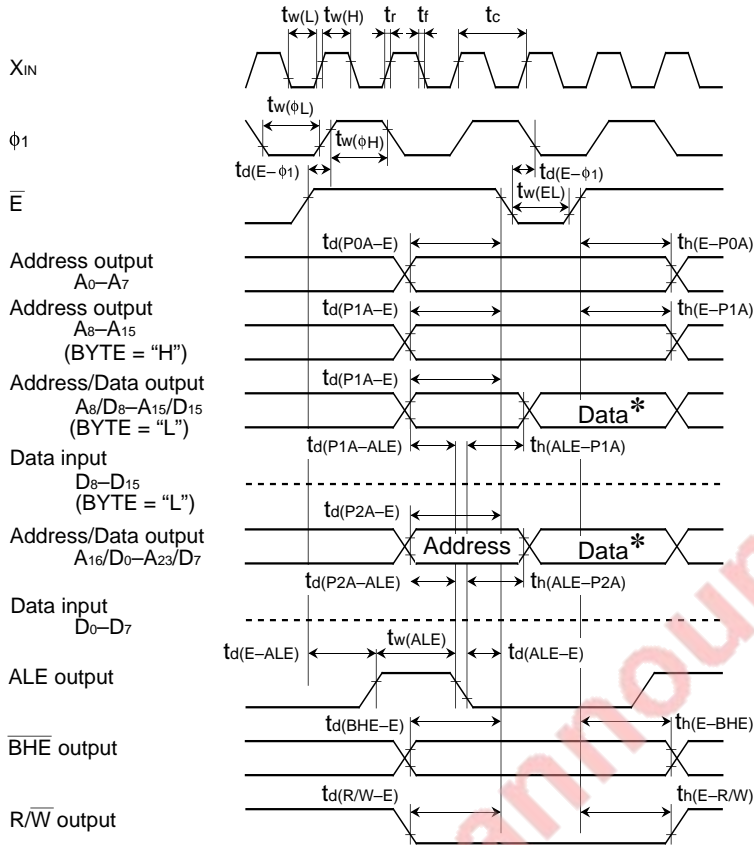 tw(L) tw(H) tr tf tc
XIN
tw(ϕL)
ϕ1
tw(ϕH)
td(E–ϕ1) td(E–ϕ1)
tw(EL)
E
td(P0A–E) th(E–P0A)
Address output
A0–A7
td(P1A–E) th(E–P1A)
Address output
A8–A15
(BYTE = “H”)
td(P1A–E)
Address/Data output
A8/D8–A15/D15
(BYTE = “L”)
Data*
td(P1A–ALE) th(ALE–P1A)
Data input
D8–D15
(BYTE = “L”)
td(P2A–E)
Address/Data output
A16/D0–A23/D7
Address Data*
td(P2A–ALE) th(ALE–P2A)
Data input
D0–D7
td(E–ALE) tw(ALE) td(ALE–E)
ALE output
td(BHE–E) th(E–BHE)
BHE output
td(R/W–E) th(E–R/W)
R/W output
announ